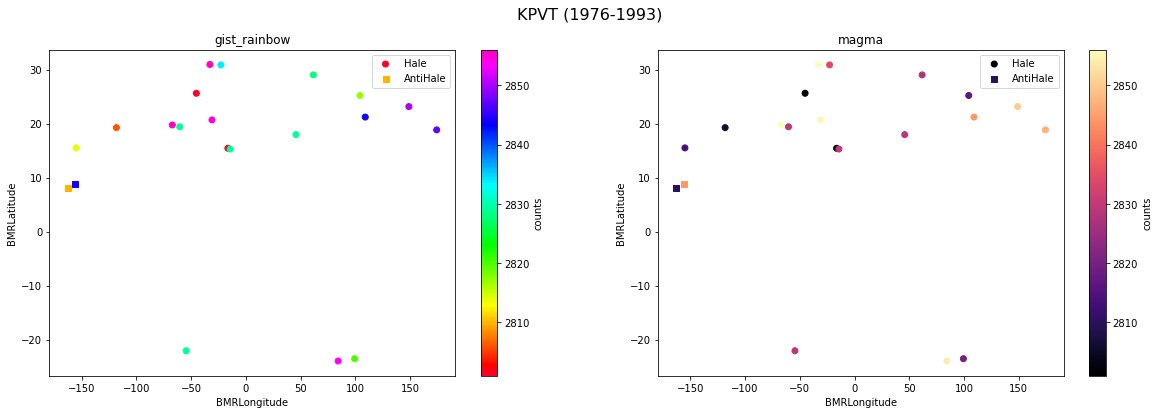 KPVT (1976-1993)
gist_rainbow
Hale
AntiHale
30
20
10
0
−10
−20
−150
−100
−50
0
50
100
150
BMRLongitude
BMRLatitude
2850
2840
2830
2820
2810
counts
magma
Hale
AntiHale
30
20
10
0
−10
−20
−150
−100
−50
0
50
100
150
BMRLongitude
BMRLatitude
2850
2840
2830
2820
2810
counts